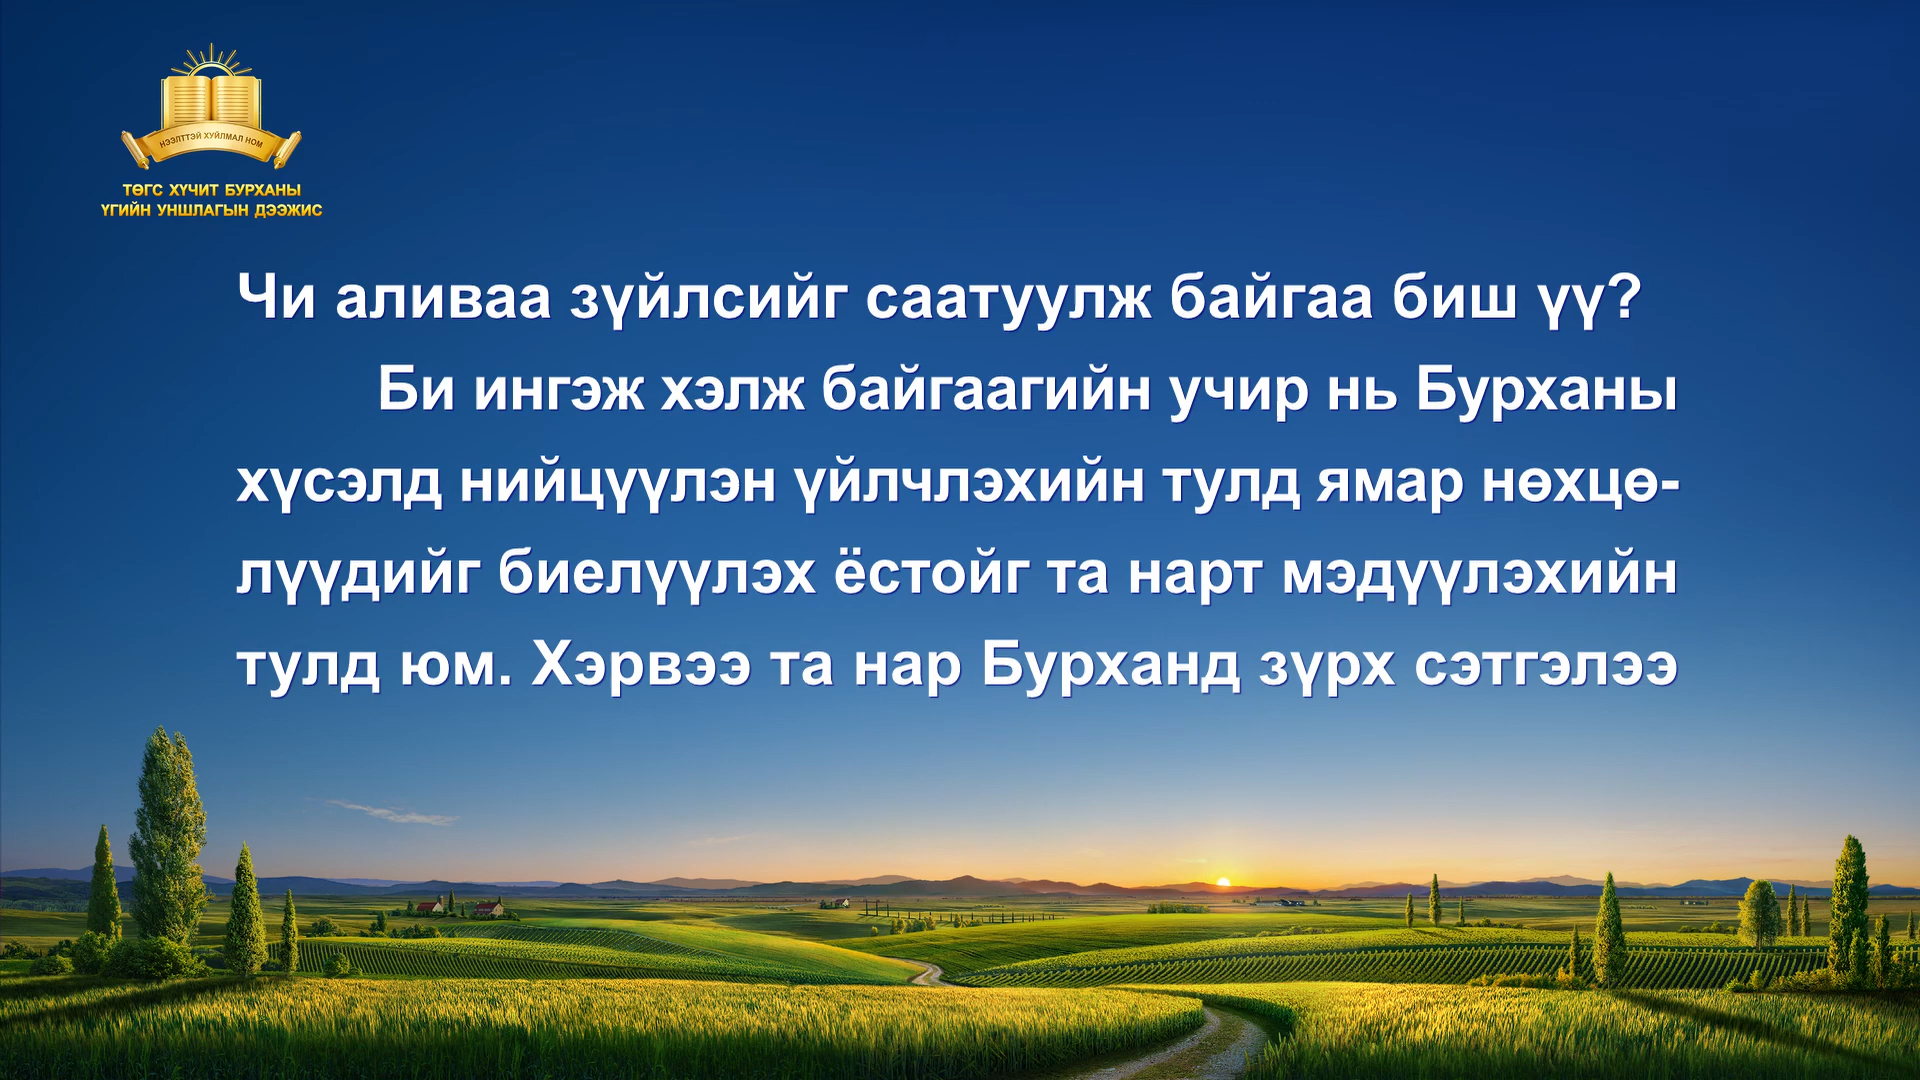 НЭЭЛТТЭЙ ХУЙЛМАЛ НОМ
ТӨГС ХҮЧИТ БУРХАНЫ
ҮГИЙН УНШЛАГЫН ДЭЭЖИС
Чи аливаа зүйлсийг саатуулж байгаа биш үү?
Би ингэж хэлж байгаагийн учир нь Бурханы
хүсэлд нийцүүлэн үйлчлэхийн тулд ямар нөхцө-
лүүдийг биелүүлэх ёстойг та нарт мэдүүлэхийн
тулд юм. Хэрвээ та нар Бурханд зүрх сэтгэлээ